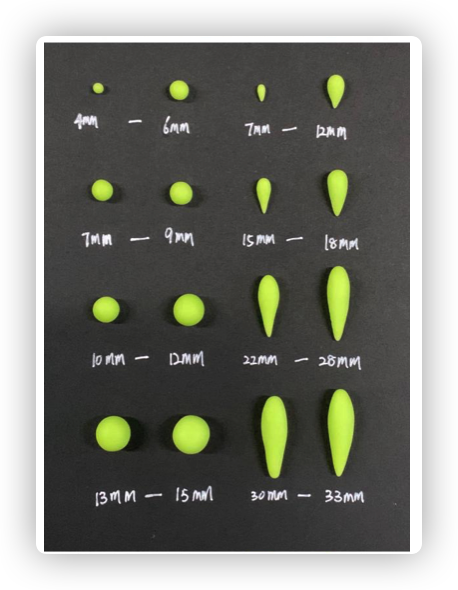 4mm — 6mm 7mm — 12mm
7mm — 9mm 15mm — 18mm
10mm — 12mm 22mm — 28mm
13mm — 15mm 30mm — 33mm